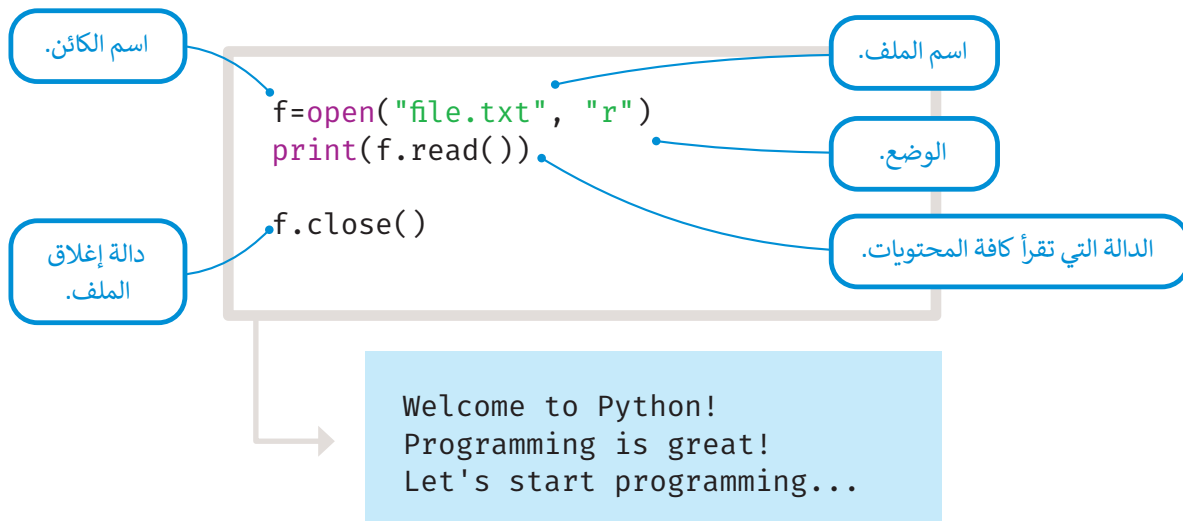 اسم الكائن.
اسم الملف.
f=open("file.txt", "r")
print(f.read())
الوضع.
f.close()
دالة إغلاق
الملف.
الدالة التي تقرأ كافة المحتويات.
Welcome to Python!
Programming is great!
Let's start programming...